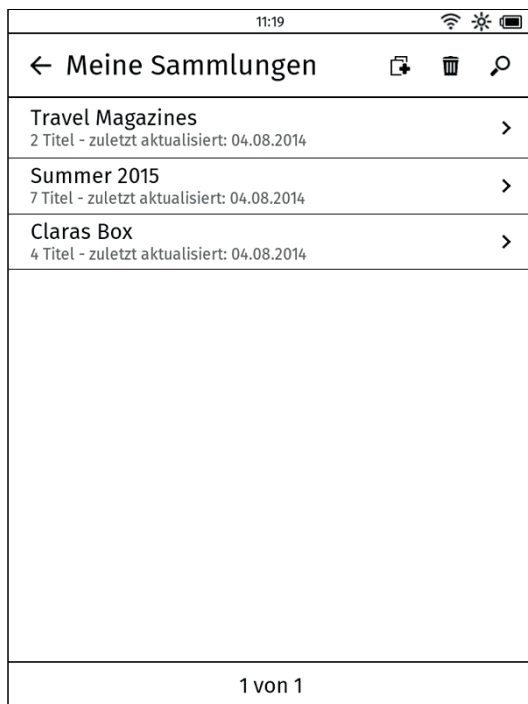 11:19
Meine Sammlungen
Travel Magazines
2 Titel - zuletzt aktualisiert: 04.08.2014
Summer 2015
7 Titel - zuletzt aktualisiert: 04.08.2014
Claras Box
4 Titel - zuletzt aktualisiert: 04.08.2014
1 von 1